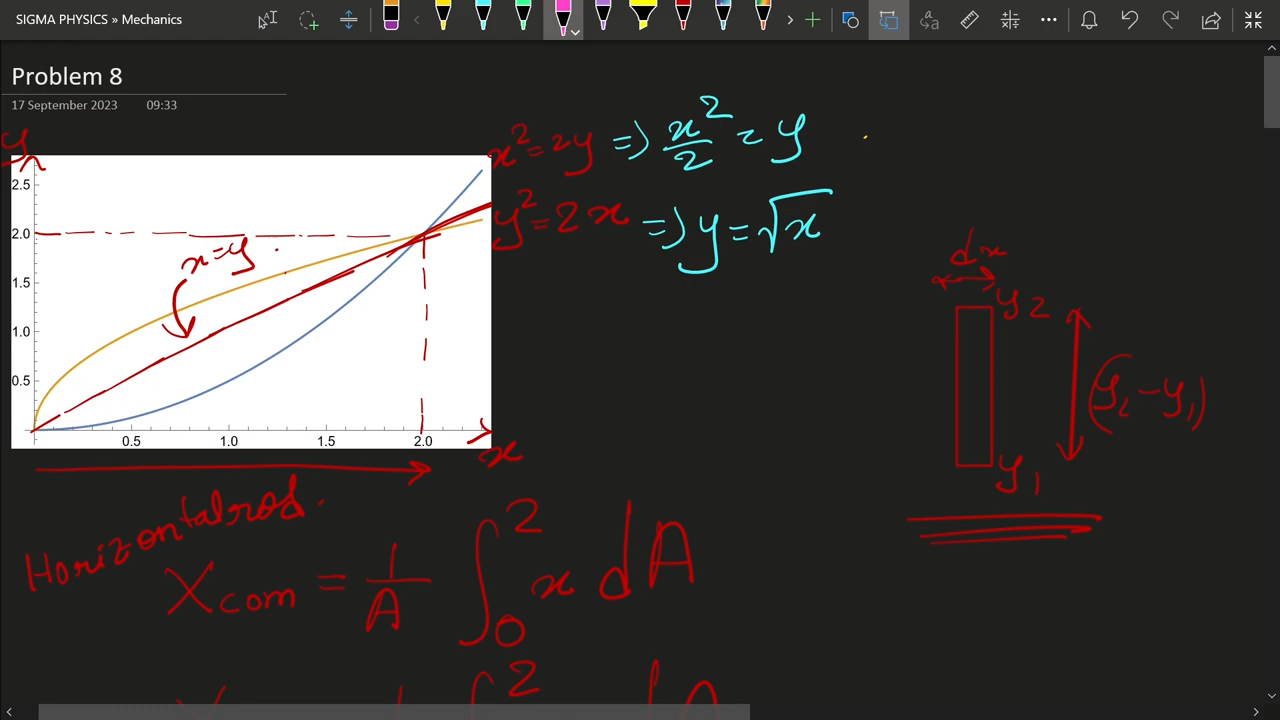 SIGMA PHYSICS » Mechanics
Problem 8
17 September 2023 09:33
y
x² = 2y => x²/2 = y
y² = 2x => y = √x
2.5
2.0
1.5
1.0
0.5
x = y
0.5 1.0 1.5 2.0
x
dx
y2
(y₂ - y₁)
y1
Horizontal rod.
Xcom = 1/A ∫₀² x dA
2